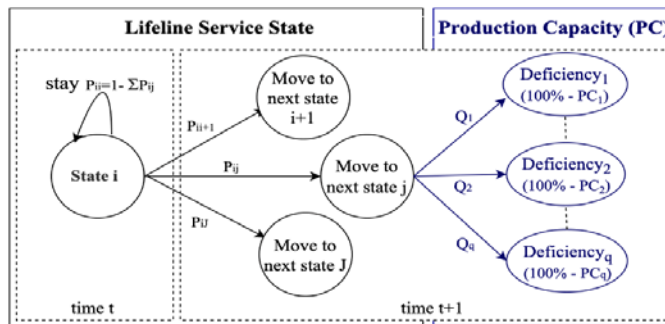 Lifeline Service State
Production Capacity (PC)
stay Pii=1- ΣPij
State i
Pii+1
Pij
PiJ
Move to
next state
i+1
Move to
next state j
Move to
next state J
Q1
Q2
Qq
Deficiency1
(100% - PC1)
Deficiency2
(100% - PC2)
Deficiencyq
(100% - PCq)
time t
time t+1